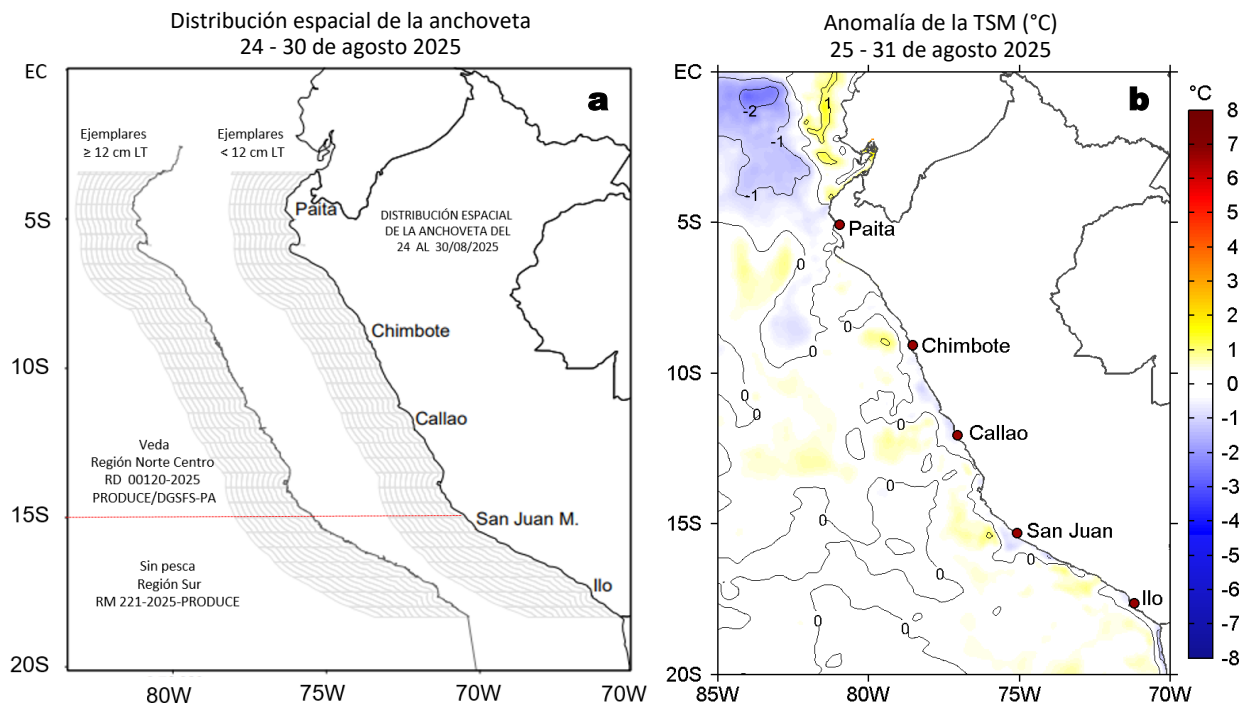 Distribución espacial de la anchoveta
24 - 30 de agosto 2025
EC
5S
10S
15S
20S
80W
75W
70W
70W
a
Ejemplares
≥ 12 cm LT
Ejemplares
< 12 cm LT
Paita
DISTRIBUCIÓN ESPACIAL
DE LA ANCHOVETA DEL
24 AL 30/08/2025
Chimbote
Callao
Veda
Región Norte Centro
RD 00120-2025
PRODUCE/DGSFS-PA
San Juan M.
Sin pesca
Región Sur
RM 221-2025-PRODUCE
Ilo
Anomalía de la TSM (°C)
25 - 31 de agosto 2025
EC
5S
10S
15S
20S
85W
80W
75W
70W
b
-2
-1
-1
1
0
0
0
0
0
0
0
0
0
0
0
0
0
Paita
Chimbote
Callao
San Juan
Ilo
°C
8
7
6
5
4
3
2
1
0
-1
-2
-3
-4
-5
-6
-7
-8